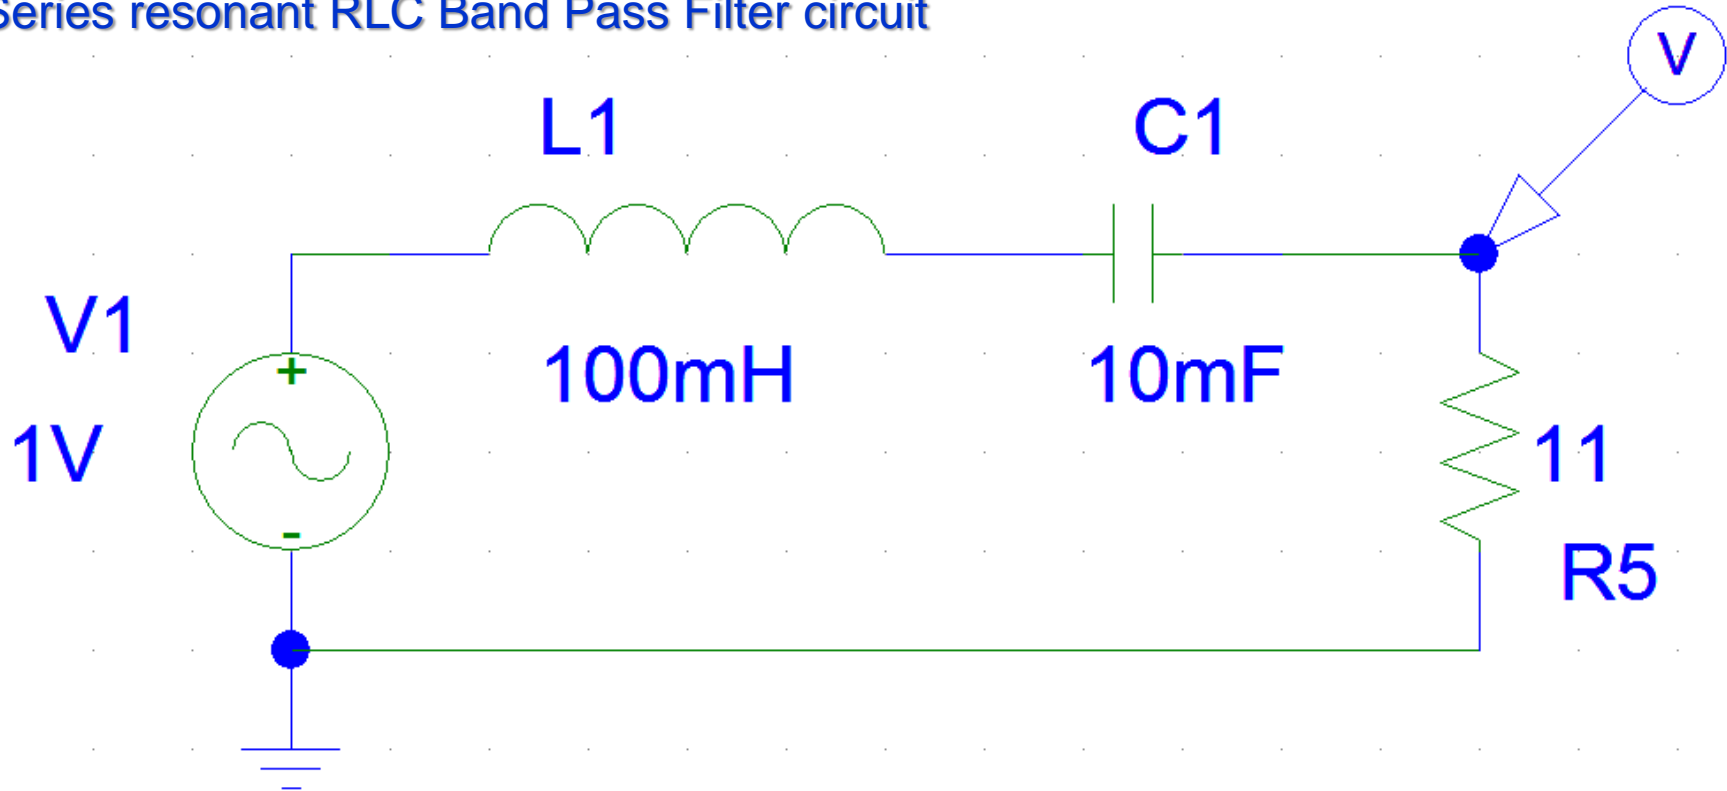 Series resonant RLC Band Pass Filter circuit
V
L1
C1
V1
+
100mH
10mF
1V
11
-
R5